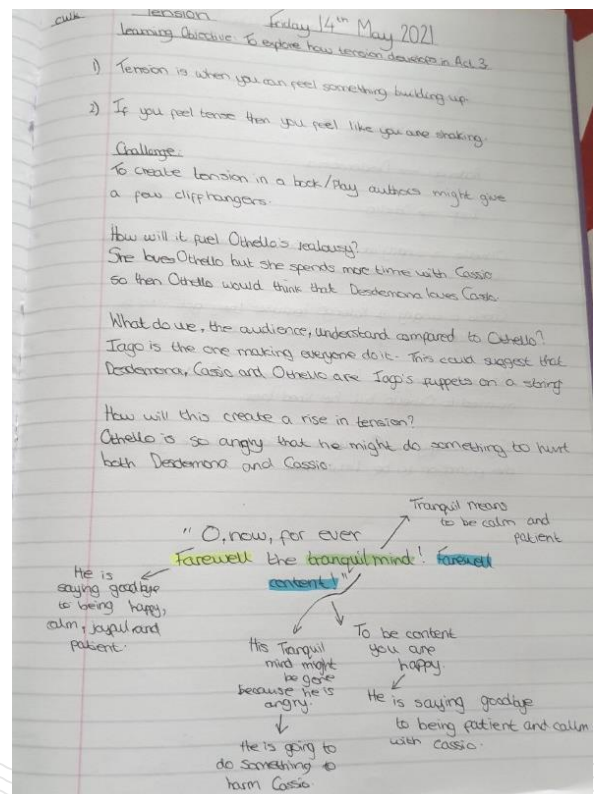 cwk Tension Friday 14th May 2021
Learning Objective: To explore how tension develops in Act 3
1) Tension is when you can feel something building up.
2) If you feel tense then you feel like you are shaking.
Challenge:
To create tension in a book/Play authors might give
a few cliffhangers.
How will it fuel Othello's jealousy?
She loves Othello but she spends more time with Cassio
so then Othello would think that Desdemona loves Cassio
What do we, the audience, understand compared to Othello?
Iago is the one making everyone do it. This could suggest that
Desdemona, Cassio and Othello are Iago's puppets on a string
How will this create a rise in tension?
Othello is so angry that he might do something to hurt
both Desdemona and Cassio.
Tranquil means
to be calm and
patient
"O, now, for ever
Farewell the tranquil mind! Farewell
content!"
He is
saying goodbye
to being happy,
calm, joyful and
patient.
His Tranquil
mind might
be gone
because he is
angry.
He is going to
do something to
harm Cassio.
To be content
you are
happy.
He is saying goodbye
to being patient and calm
with Cassio.